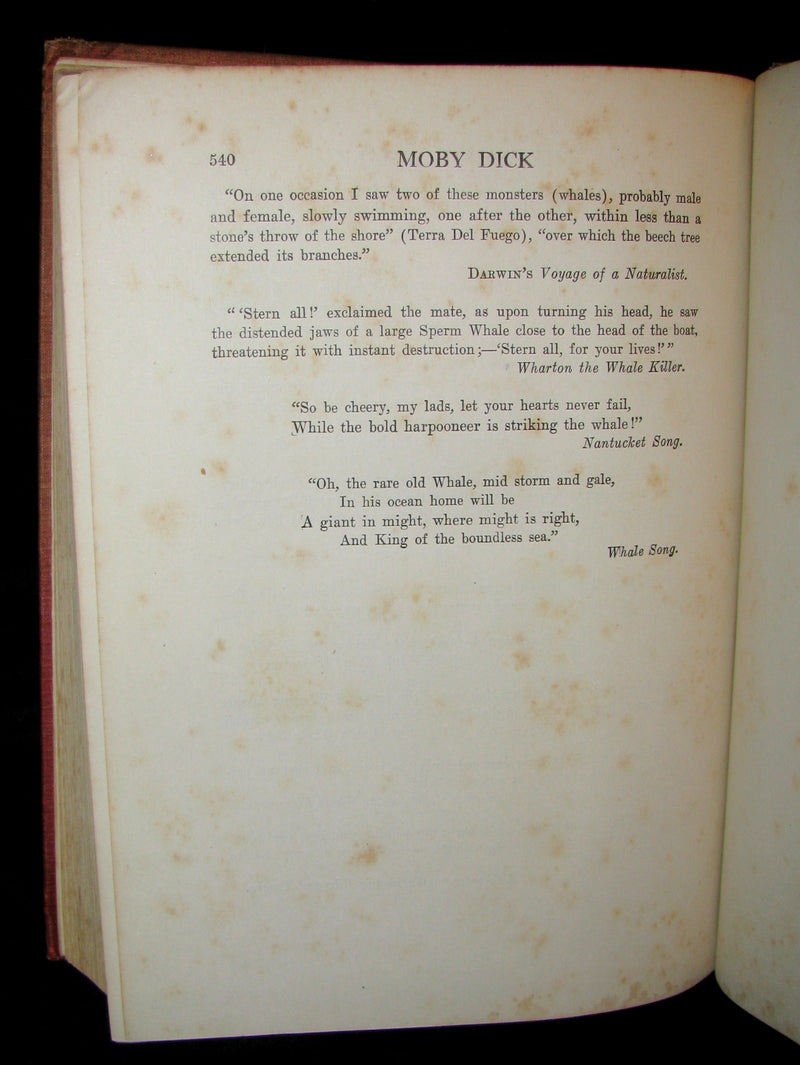 540 MOBY DICK
“On one occasion I saw two of these monsters (whales), probably male
and female, slowly swimming, one after the other, within less than a
stone’s throw of the shore” (Terra Del Fuego), “over which the beech tree
extended its branches.”
DARWIN’S Voyage of a Naturalist.
“ ‘Stern all!’ exclaimed the mate, as upon turning his head, he saw
the distended jaws of a large Sperm Whale close to the head of the boat,
threatening it with instant destruction;—‘Stern all, for your lives!’ ”
Wharton the Whale Killer.
“So be cheery, my lads, let your hearts never fail,
While the bold harpooneer is striking the whale!”
Nantucket Song.
“Oh, the rare old Whale, mid storm and gale,
In his ocean home will be
A giant in might, where might is right,
And King of the boundless sea.”
Whale Song.